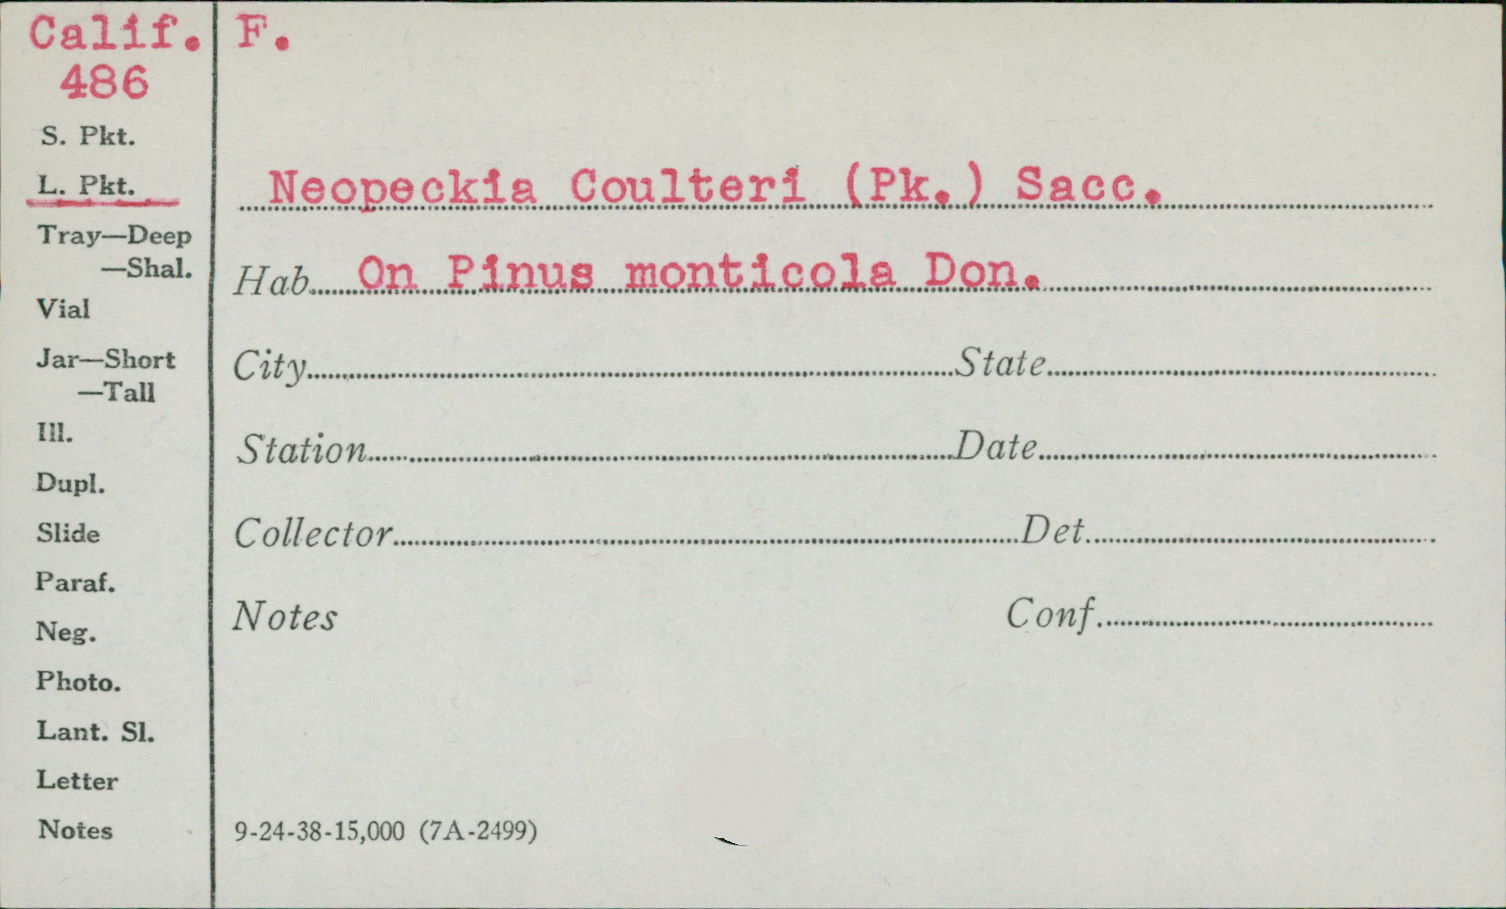 Calif. F.
486
S. Pkt.
L. Pkt.
Neopeckia Coulteri (Pk.) Sacc.
Tray—Deep
—Shal.
Hab. On Pinus monticola Don.
Vial
Jar—Short
—Tall
City State
Ill.
Station Date
Dupl.
Slide
Collector Det.
Paraf.
Neg.
Notes Conf.
Photo.
Lant. Sl.
Letter
Notes
9-24-38-15,000 (7A-2499)